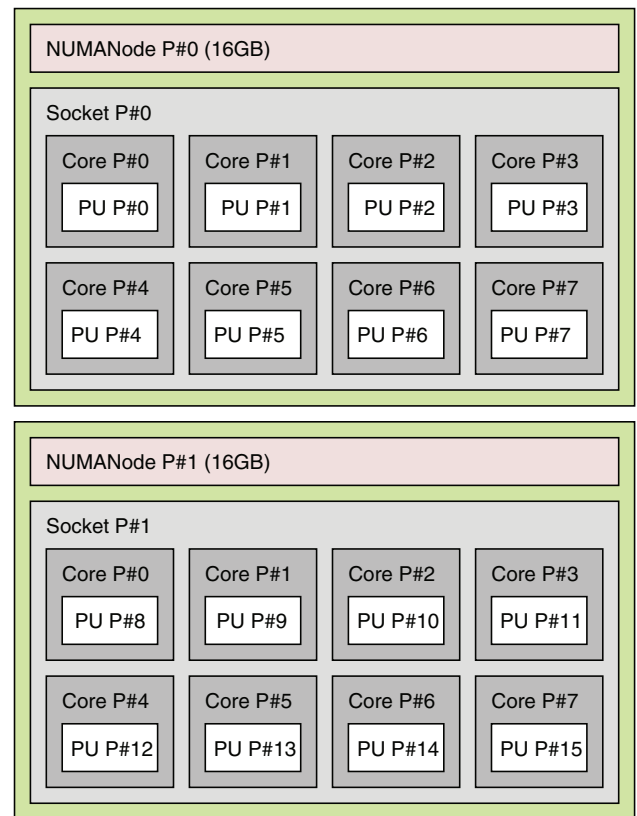 NUMANode P#0 (16GB)
Socket P#0
Core P#0 Core P#1 Core P#2 Core P#3
PU P#0 PU P#1 PU P#2 PU P#3
Core P#4 Core P#5 Core P#6 Core P#7
PU P#4 PU P#5 PU P#6 PU P#7
NUMANode P#1 (16GB)
Socket P#1
Core P#0 Core P#1 Core P#2 Core P#3
PU P#8 PU P#9 PU P#10 PU P#11
Core P#4 Core P#5 Core P#6 Core P#7
PU P#12 PU P#13 PU P#14 PU P#15